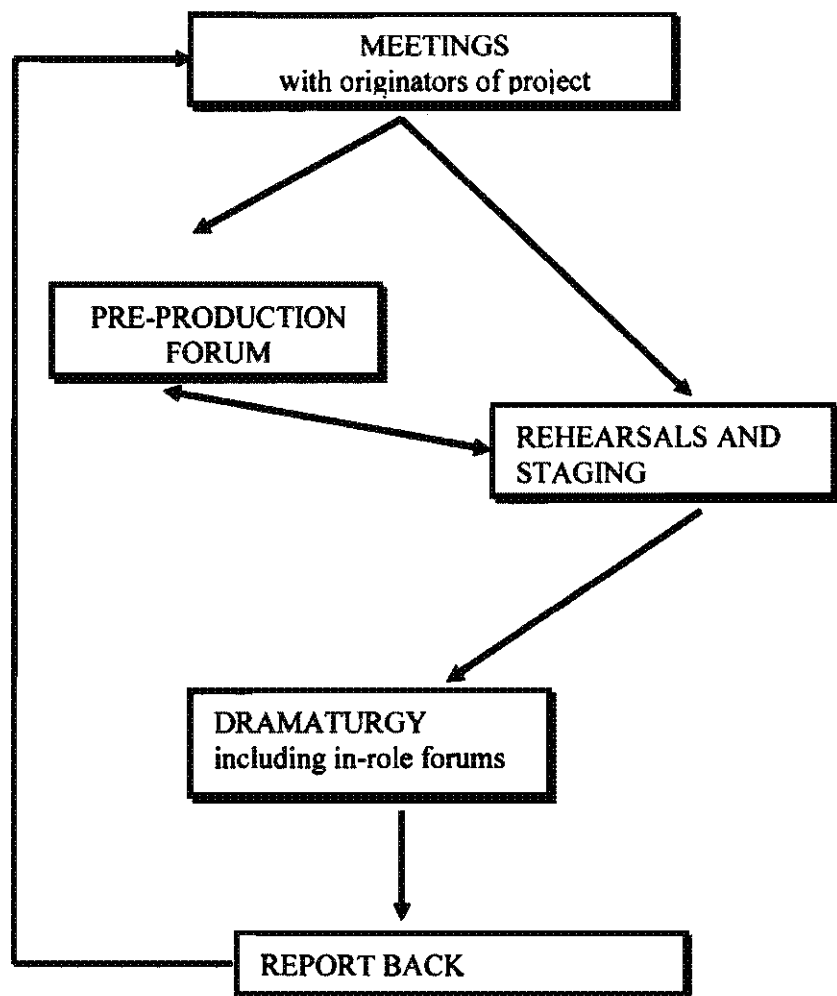 MEETINGS
with originators of project
PRE-PRODUCTION
FORUM
REHEARSALS AND
STAGING
DRAMATURGY
including in-role forums
REPORT BACK